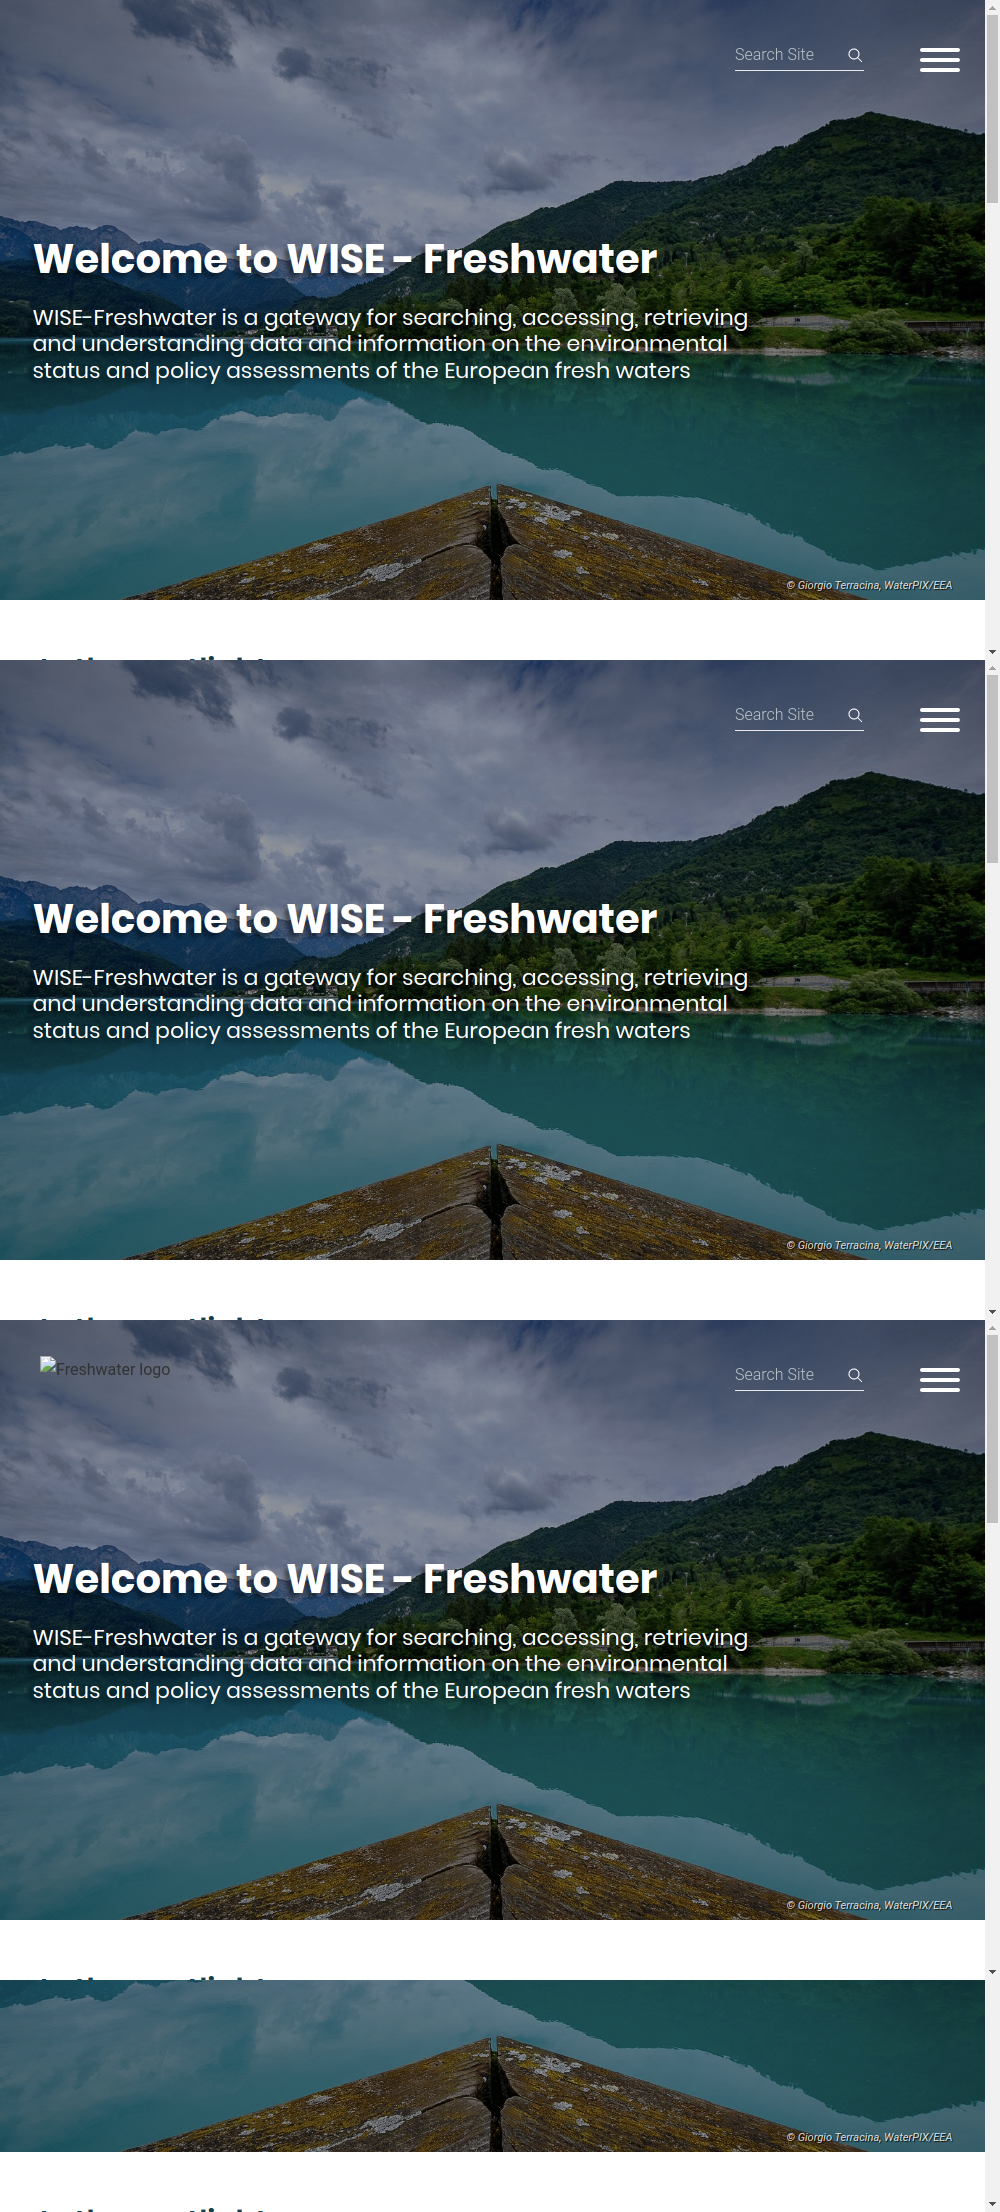 Search Site
Welcome to WISE - Freshwater
WISE-Freshwater is a gateway for searching, accessing, retrieving
and understanding data and information on the environmental
status and policy assessments of the European fresh waters
© Giorgio Terracina, WaterPIX/EEA
Search Site
Welcome to WISE - Freshwater
WISE-Freshwater is a gateway for searching, accessing, retrieving
and understanding data and information on the environmental
status and policy assessments of the European fresh waters
© Giorgio Terracina, WaterPIX/EEA
Freshwater logo
Search Site
Welcome to WISE - Freshwater
WISE-Freshwater is a gateway for searching, accessing, retrieving
and understanding data and information on the environmental
status and policy assessments of the European fresh waters
© Giorgio Terracina, WaterPIX/EEA
© Giorgio Terracina, WaterPIX/EEA